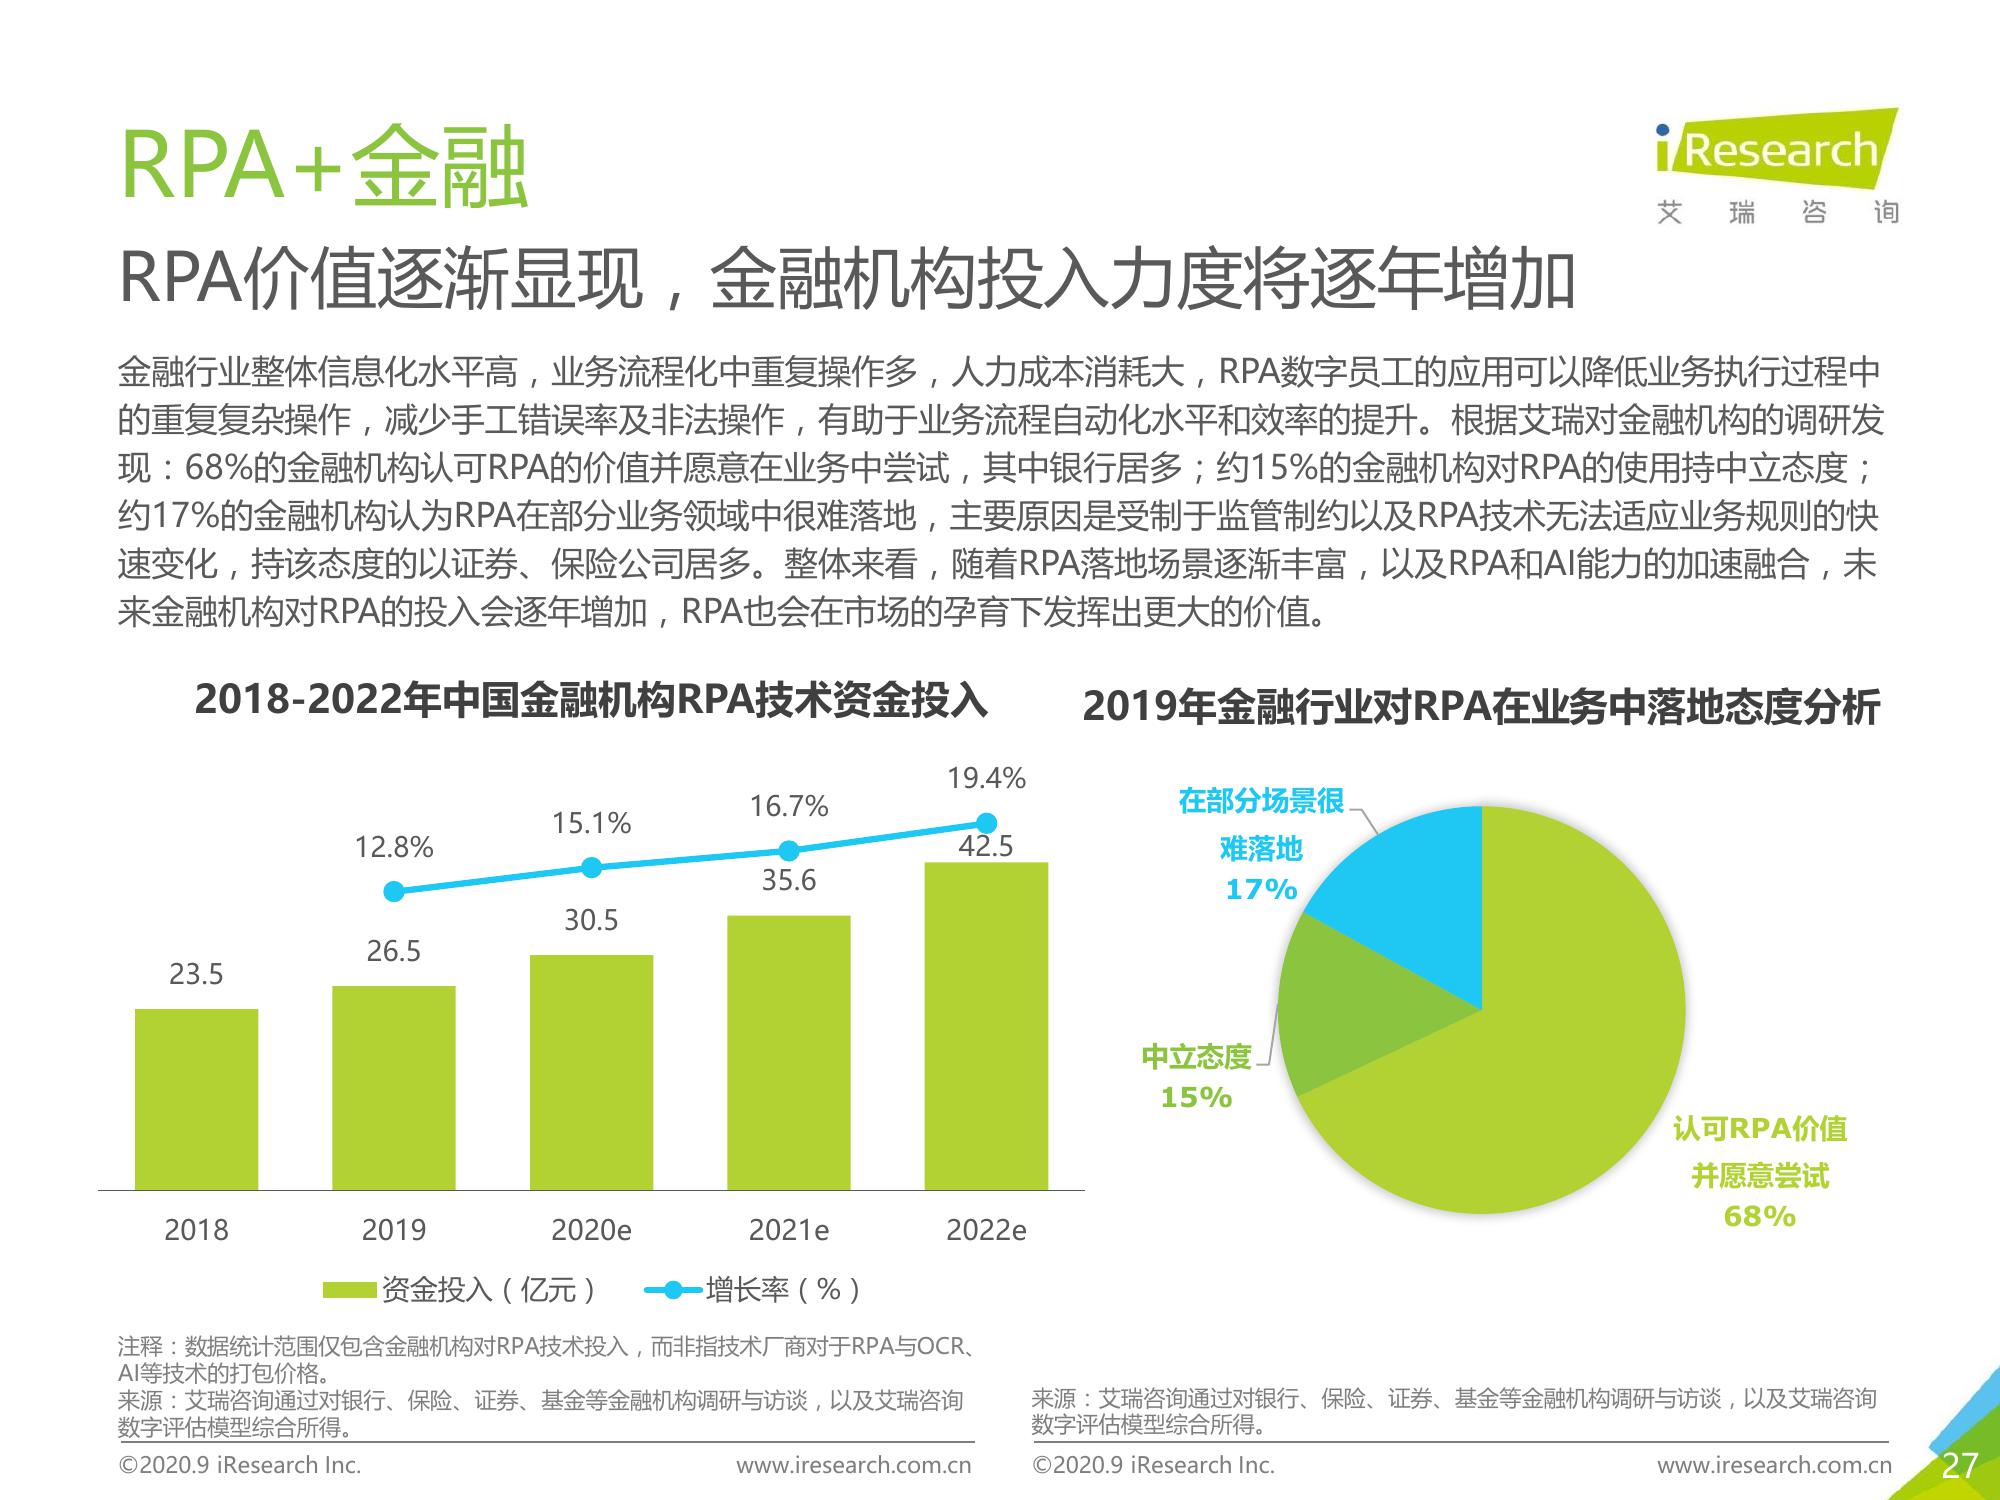 RPA+金融
iResearch
艾瑞咨询
RPA价值逐渐显现，金融机构投入力度将逐年增加
金融行业整体信息化水平高，业务流程化中重复操作多，人力成本消耗大，RPA数字员工的应用可以降低业务执行过程中
的重复复杂操作，减少手工错误率及非法操作，有助于业务流程自动化水平和效率的提升。根据艾瑞对金融机构的调研发
现：68%的金融机构认可RPA的价值并愿意在业务中尝试，其中银行居多；约15%的金融机构对RPA的使用持中立态度；
约17%的金融机构认为RPA在部分业务领域中很难落地，主要原因是受制于监管制约以及RPA技术无法适应业务规则的快
速变化，持该态度的以证券、保险公司居多。整体来看，随着RPA落地场景逐渐丰富，以及RPA和AI能力的加速融合，未
来金融机构对RPA的投入会逐年增加，RPA也会在市场的孕育下发挥出更大的价值。
2018-2022年中国金融机构RPA技术资金投入
12.8%
15.1%
16.7%
19.4%
23.5
26.5
30.5
35.6
42.5
2018
2019
2020e
2021e
2022e
资金投入（亿元）
增长率（%）
注释：数据统计范围仅包含金融机构对RPA技术投入，而非指技术厂商对于RPA与OCR、
AI等技术的打包价格。
来源：艾瑞咨询通过对银行、保险、证券、基金等金融机构调研与访谈，以及艾瑞咨询
数字评估模型综合所得。
©2020.9 iResearch Inc.
www.iresearch.com.cn
2019年金融行业对RPA在业务中落地态度分析
在部分场景很
难落地
17%
中立态度
15%
认可RPA价值
并愿意尝试
68%
来源：艾瑞咨询通过对银行、保险、证券、基金等金融机构调研与访谈，以及艾瑞咨询
数字评估模型综合所得。
©2020.9 iResearch Inc.
www.iresearch.com.cn
27